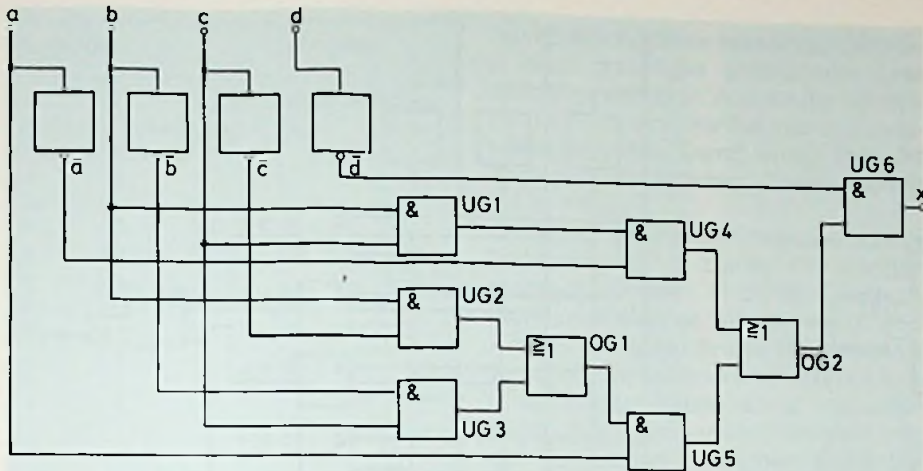 a b c d
a̅ b̅ c̅ d̅
& UG1
& UG2
& UG3
& UG4
≥1 OG1
& UG5
≥1 OG2
& UG6
x